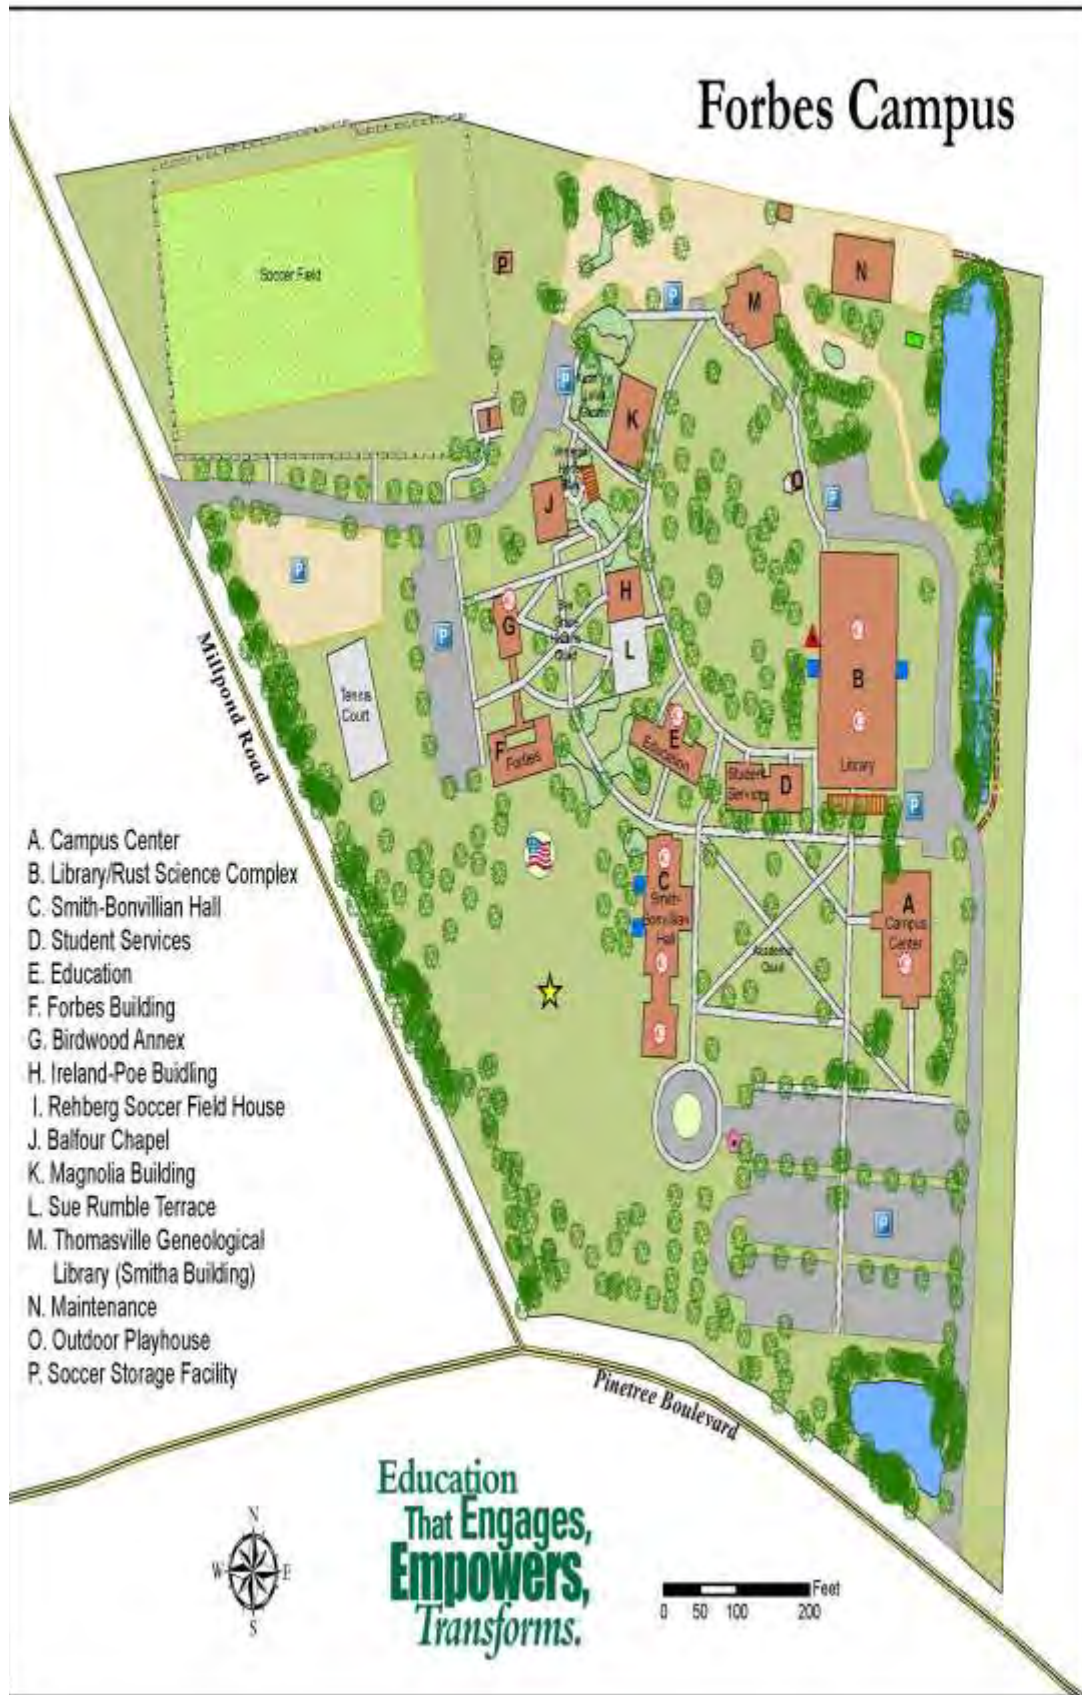 Forbes Campus
Soccer Field
P
N
M
P
P
K
I
J
P
O
P
H
G
L
B
P
Tennis
Court
E
Education
F
Forbes
Student
Services
D
Library
P
Millpond Road
A. Campus Center
B. Library/Rust Science Complex
C. Smith-Bonvillian Hall
D. Student Services
E. Education
F. Forbes Building
G. Birdwood Annex
H. Ireland-Poe Buidling
I. Rehberg Soccer Field House
J. Balfour Chapel
K. Magnolia Building
L. Sue Rumble Terrace
M. Thomasville Geneological
Library (Smitha Building)
N. Maintenance
O. Outdoor Playhouse
P. Soccer Storage Facility
C
Smith-
Bonvillian
Hall
A
Campus
Center
Academic
Quad
P
Pinetree Boulevard
Education
That Engages,
Empowers,
Transforms.
N
W E
S
Feet
0 50 100 200